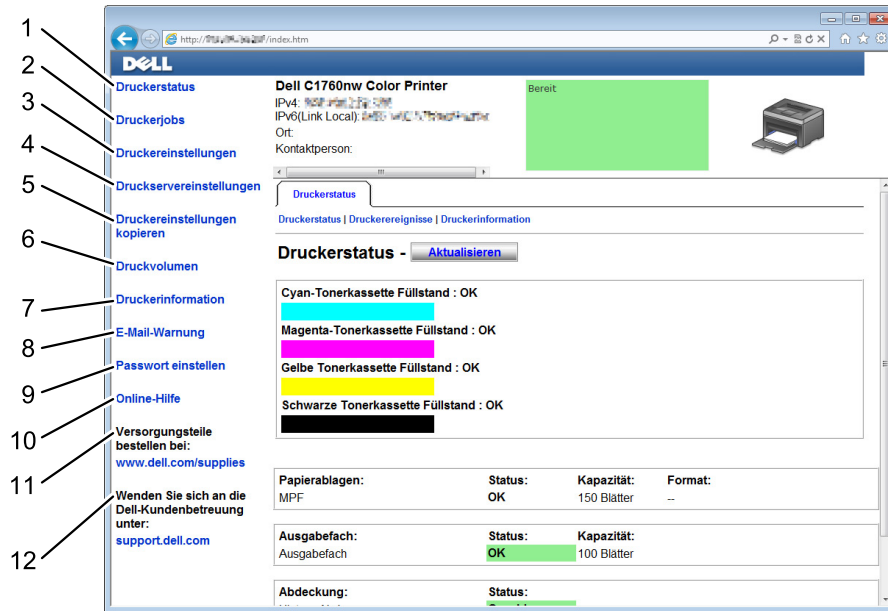 1
2
3
4
5
6
7
8
9
10
11
12
http://
/index.htm
DELL
Druckerstatus
Druckerjobs
Druckereinstellungen
Druckservereinstellungen
Druckereinstellungen
kopieren
Druckvolumen
Druckerinformation
E-Mail-Warnung
Passwort einstellen
Online-Hilfe
Versorgungsteile
bestellen bei:
www.dell.com/supplies
Wenden Sie sich an die
Dell-Kundenbetreuung
unter:
support.dell.com
Dell C1760nw Color Printer
IPv4:
IPv6(Link Local):
Ort:
Kontaktperson:
Bereit
Druckerstatus
Druckerstatus | Druckerereignisse | Druckerinformation
Druckerstatus - Aktualisieren
Cyan-Tonerkassette Füllstand : OK
Magenta-Tonerkassette Füllstand : OK
Gelbe Tonerkassette Füllstand : OK
Schwarze Tonerkassette Füllstand : OK
Papierablagen: Status: Kapazität: Format:
MPF OK 150 Blätter --
Ausgabefach: Status: Kapazität:
Ausgabefach OK 100 Blätter
Abdeckung: Status: